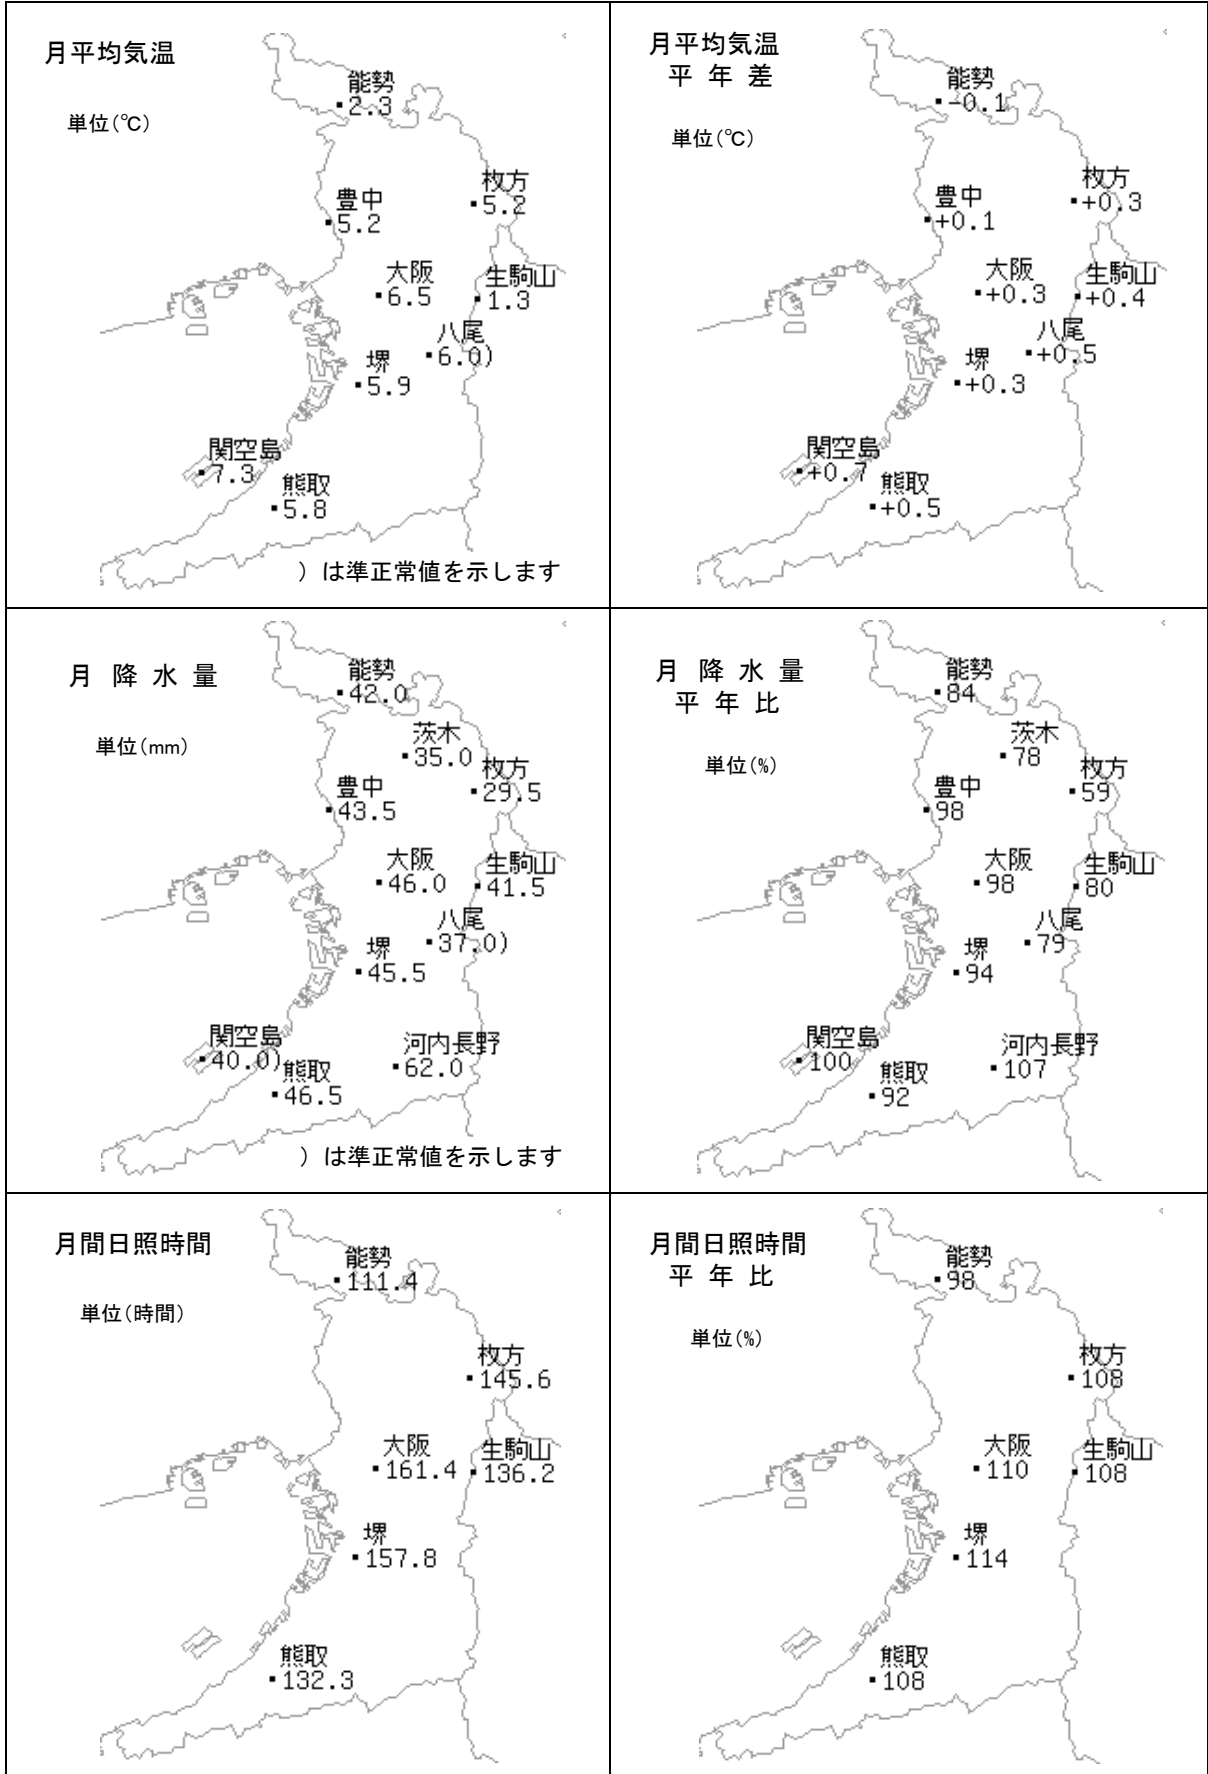 月平均気温
単位(℃)
能勢
2.3
枚方
5.2
豊中
5.2
大阪
6.5
生駒山
1.3
八尾
6.0)
堺
5.9
関空島
7.3
熊取
5.8
)は準正常値を示します
月平均気温
平 年 差
単位(℃)
能勢
-0.1
枚方
+0.3
豊中
+0.1
大阪
+0.3
生駒山
+0.4
八尾
+0.5
堺
+0.3
関空島
+0.7
熊取
+0.5
月 降 水 量
単位(mm)
能勢
42.0
茨木
35.0
枚方
29.5
豊中
43.5
大阪
46.0
生駒山
41.5
八尾
37.0)
堺
45.5
関空島
40.0)
河内長野
62.0
熊取
46.5
)は準正常値を示します
月 降 水 量
平 年 比
単位(%)
能勢
84
茨木
78
枚方
59
豊中
98
大阪
98
生駒山
80
八尾
79
堺
94
関空島
100
河内長野
107
熊取
92
月間日照時間
単位(時間)
能勢
111.4
枚方
145.6
大阪
161.4
生駒山
136.2
堺
157.8
熊取
132.3
月間日照時間
平 年 比
単位(%)
能勢
98
枚方
108
大阪
110
生駒山
108
堺
114
熊取
108